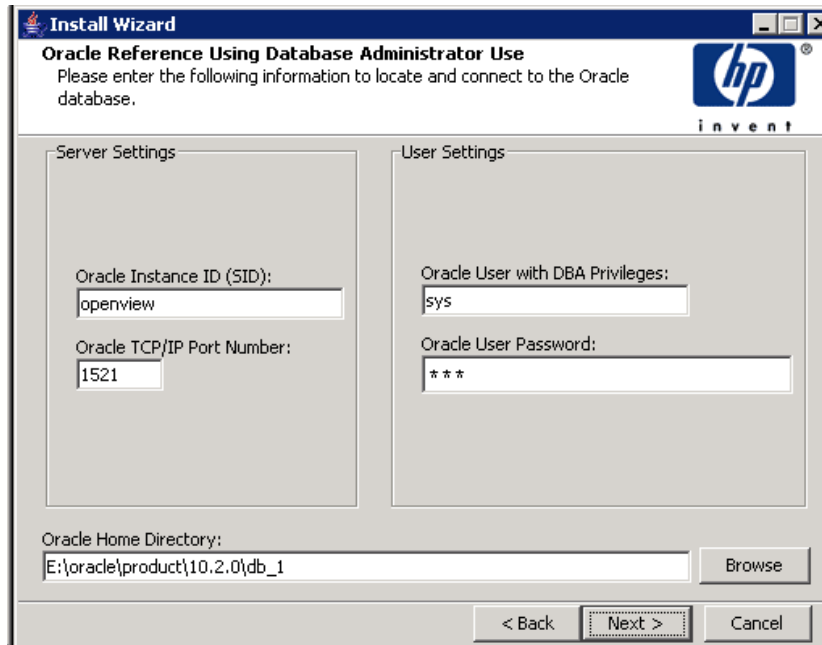 Install Wizard
Oracle Reference Using Database Administrator Use
Please enter the following information to locate and connect to the Oracle
database.
hp
®
invent
Server Settings
Oracle Instance ID (SID):
openview
Oracle TCP/IP Port Number:
1521
User Settings
Oracle User with DBA Privileges:
sys
Oracle User Password:
***
Oracle Home Directory:
E:\oracle\product\10.2.0\db_1
Browse
< Back
Next >
Cancel